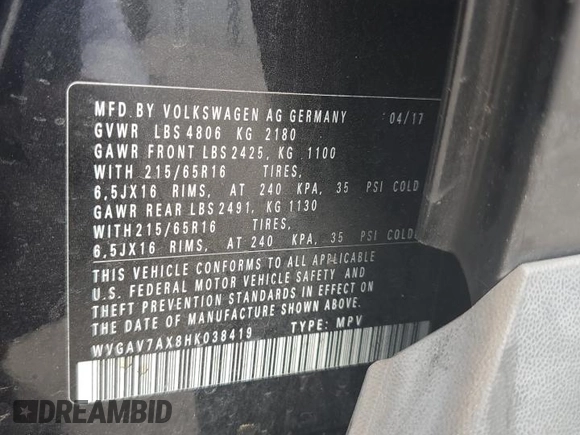 MFD. BY VOLKSWAGEN AG GERMANY 04/17
GVWR LBS 4806 KG 2180
GAWR FRONT LBS 2425, KG 1100
WITH 215/65R16 TIRES,
6,5JX16 RIMS, AT 240 KPA, 35 PSI COLD
GAWR REAR LBS 2491, KG 1130
WITH215/65R16 TIRES,
6,5JX16 RIMS, AT 240 KPA, 35 PSI COLD
THIS VEHICLE CONFORMS TO ALL APPLICABLE
U.S. FEDERAL MOTOR VEHICLE SAFETY AND
THEFT PREVENTION STANDARDS IN EFFECT ON
THE DATE OF MANUFACTURE SHOWN ABOVE.
WVGAV7AX8HK038419 TYPE: MPV
DREAMBID